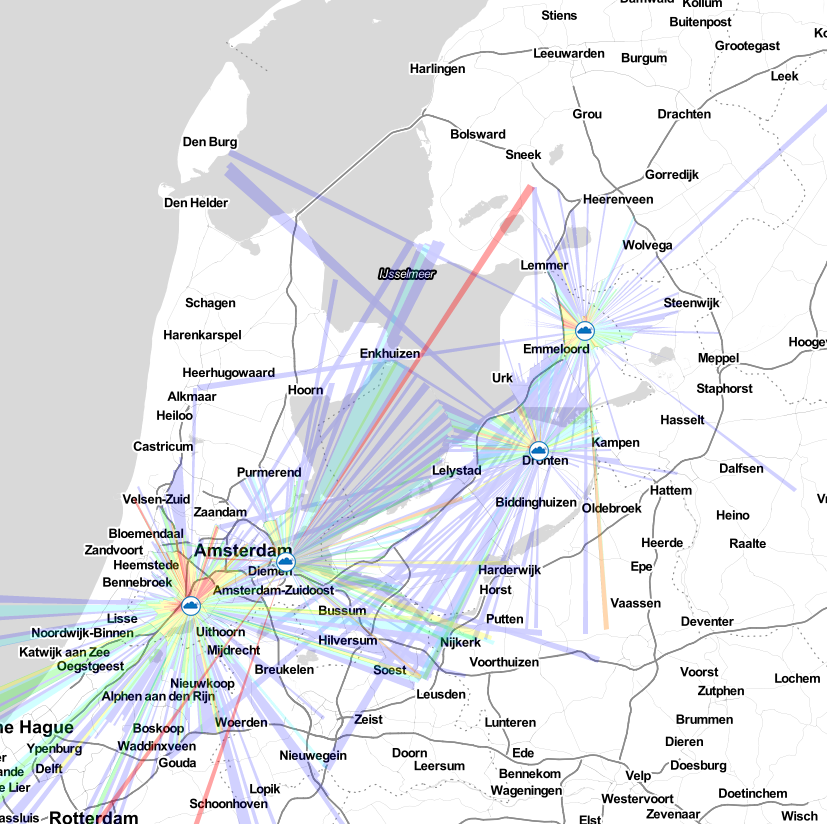 Kollum
Stiens
Buitenpost
Grootegast
Leeuwarden
Burgum
Harlingen
Leek
Grou
Drachten
Bolsward
Den Burg
Sneek
Gorredijk
Den Helder
Heerenveen
Wolvega
Lemmer
IJsselmeer
Schagen
Steenwijk
Harenkarspel
Emmeloord
Enkhuizen
Meppel
Heerhugowaard
Urk
Hoorn
Staphorst
Alkmaar
Heiloo
Hasselt
Castricum
Kampen
Dronten
Purmerend
Lelystad
Dalfsen
Velsen-Zuid
Hattem
Zaandam
Biddinghuizen
Oldebroek
Heino
Bloemendaal
Zandvoort
Amsterdam
Heerde
Raalte
Heemstede
Diemen
Harderwijk
Epe
Bennebroek
Amsterdam-Zuidoost
Horst
Vaassen
Bussum
Lisse
Putten
Deventer
Noordwijk-Binnen
Uithoorn
Hilversum
Nijkerk
Katwijk aan Zee
Mijdrecht
Oegstgeest
Breukelen
Soest
Voorthuizen
Voorst
Lochem
Nieuwkoop
Alphen aan den Rijn
Leusden
Zutphen
Boskoop
Woerden
Zeist
Lunteren
Brummen
Ypenburg
Waddinxveen
Nieuwegein
Doorn
Ede
Dieren
Delft
Gouda
Leersum
Bennekom
Velp
Doesburg
e Lier
Lopik
Wageningen
Westervoort
Doetinchem
Schoonhoven
Rotterdam
Elst
Zevenaar
Wisch